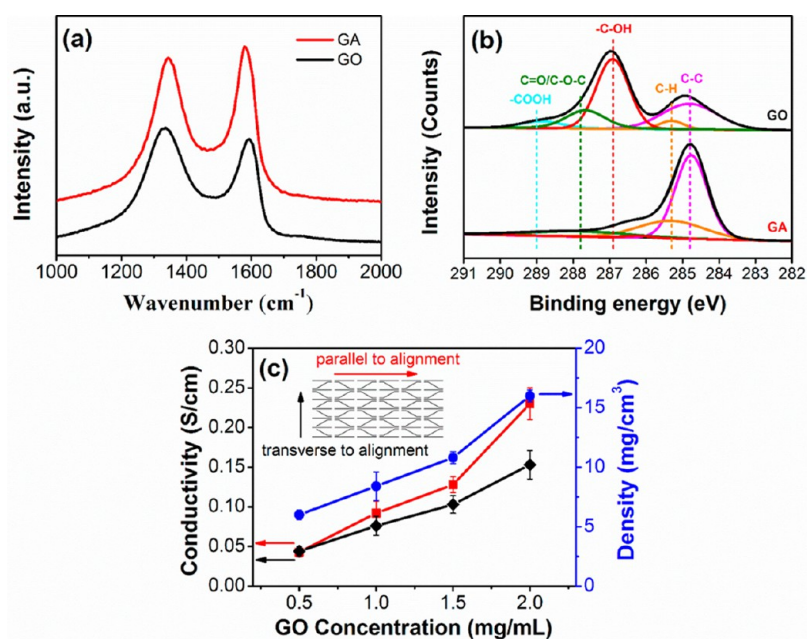 (a)
GA
GO
Intensity (a.u.)
1000 1200 1400 1600 1800 2000
Wavenumber (cm⁻¹)
(b)
-C-OH
C=O/C-O-C
-COOH
C-H
C-C
GO
GA
Intensity (Counts)
291 290 289 288 287 286 285 284 283 282
Binding energy (eV)
(c)
parallel to alignment
transverse to alignment
Conductivity (S/cm)
0.30
0.25
0.20
0.15
0.10
0.05
0.00
Density (mg/cm³)
20
15
10
5
0
0.5 1.0 1.5 2.0
GO Concentration (mg/mL)